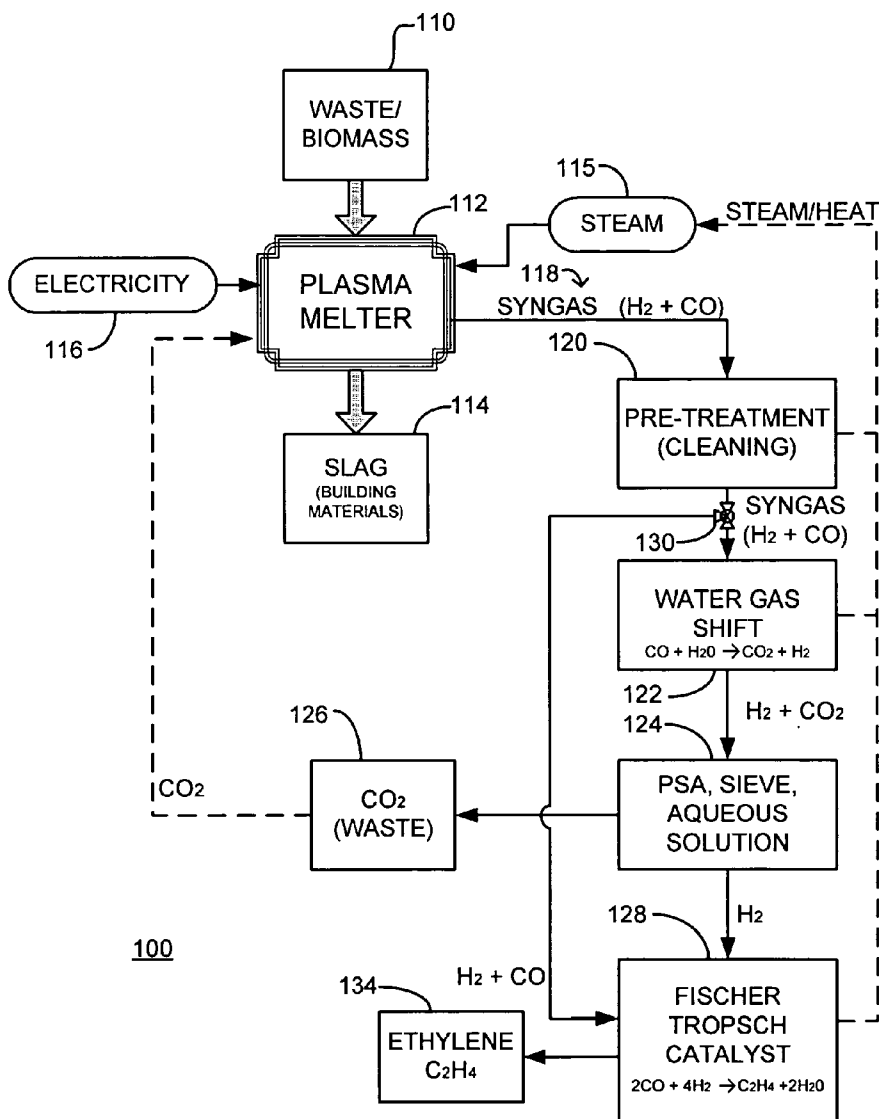 110
WASTE/
BIOMASS
115
112
STEAM
STEAM/HEAT
ELECTRICITY
116
PLASMA
MELTER
118
SYNGAS (H2 + CO)
120
114
PRE-TREATMENT
(CLEANING)
SLAG
(BUILDING
MATERIALS)
130
SYNGAS
(H2 + CO)
WATER GAS
SHIFT
CO + H20 → CO2 + H2
122
H2 + CO2
124
126
CO2
CO2
(WASTE)
PSA, SIEVE,
AQUEOUS
SOLUTION
H2
128
100
H2 + CO
134
ETHYLENE
C2H4
FISCHER
TROPSCH
CATALYST
2CO + 4H2 → C2H4 +2H20